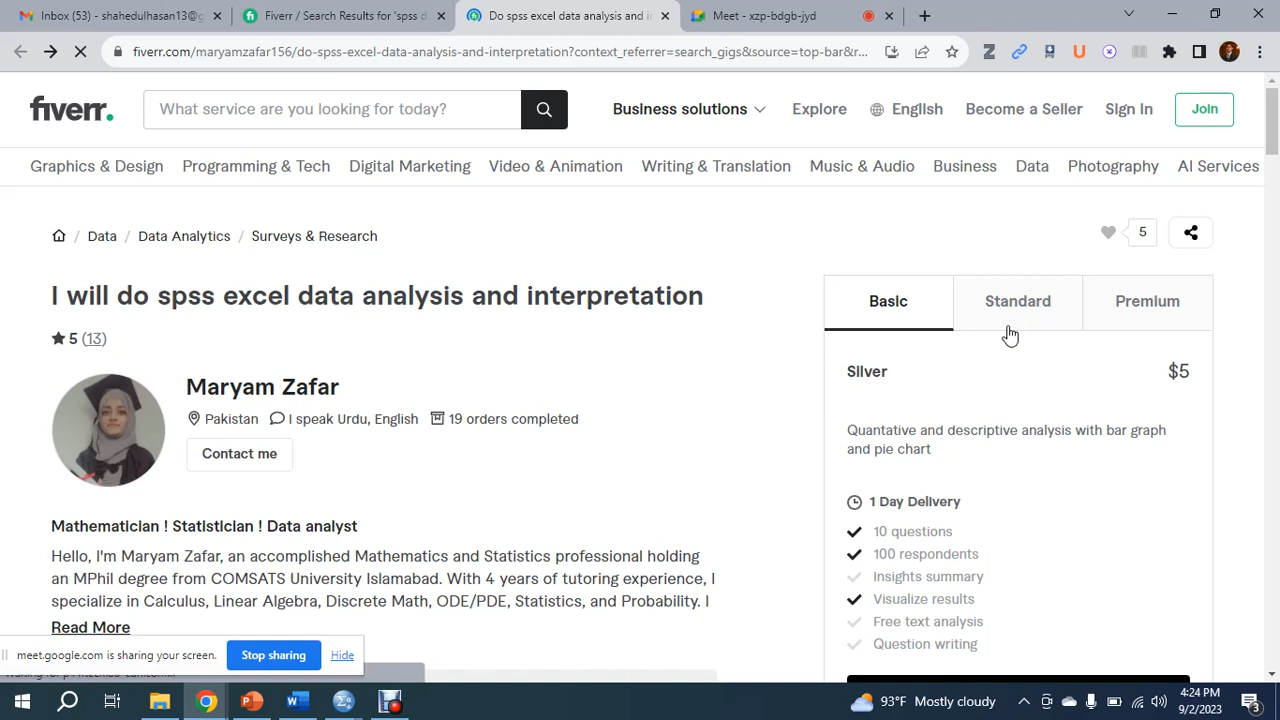 Inbox (53) - shahedulhasan13@g
Fiverr / Search Results for 'spss d
Do spss excel data analysis and i
Meet - xzp-bdgb-jyd
fiverr.com/maryamzafar156/do-spss-excel-data-analysis-and-interpretation?context_referrer=search_gigs&source=top-bar&r...
fiverr.
What service are you looking for today?
Business solutions
Explore
English
Become a Seller
Sign In
Join
Graphics & Design
Programming & Tech
Digital Marketing
Video & Animation
Writing & Translation
Music & Audio
Business
Data
Photography
AI Services
/ Data / Data Analytics / Surveys & Research
5
I will do spss excel data analysis and interpretation
5 (13)
Maryam Zafar
Pakistan
I speak Urdu, English
19 orders completed
Contact me
Mathematician ! Statistician ! Data analyst
Hello, I'm Maryam Zafar, an accomplished Mathematics and Statistics professional holding
an MPhil degree from COMSATS University Islamabad. With 4 years of tutoring experience, I
specialize in Calculus, Linear Algebra, Discrete Math, ODE/PDE, Statistics, and Probability. I
Read More
Basic
Standard
Premium
Silver
$5
Quantative and descriptive analysis with bar graph
and pie chart
1 Day Delivery
10 questions
100 respondents
Insights summary
Visualize results
Free text analysis
Question writing
meet.google.com is sharing your screen.
Stop sharing
Hide
93°F Mostly cloudy
4:24 PM
9/2/2023
3